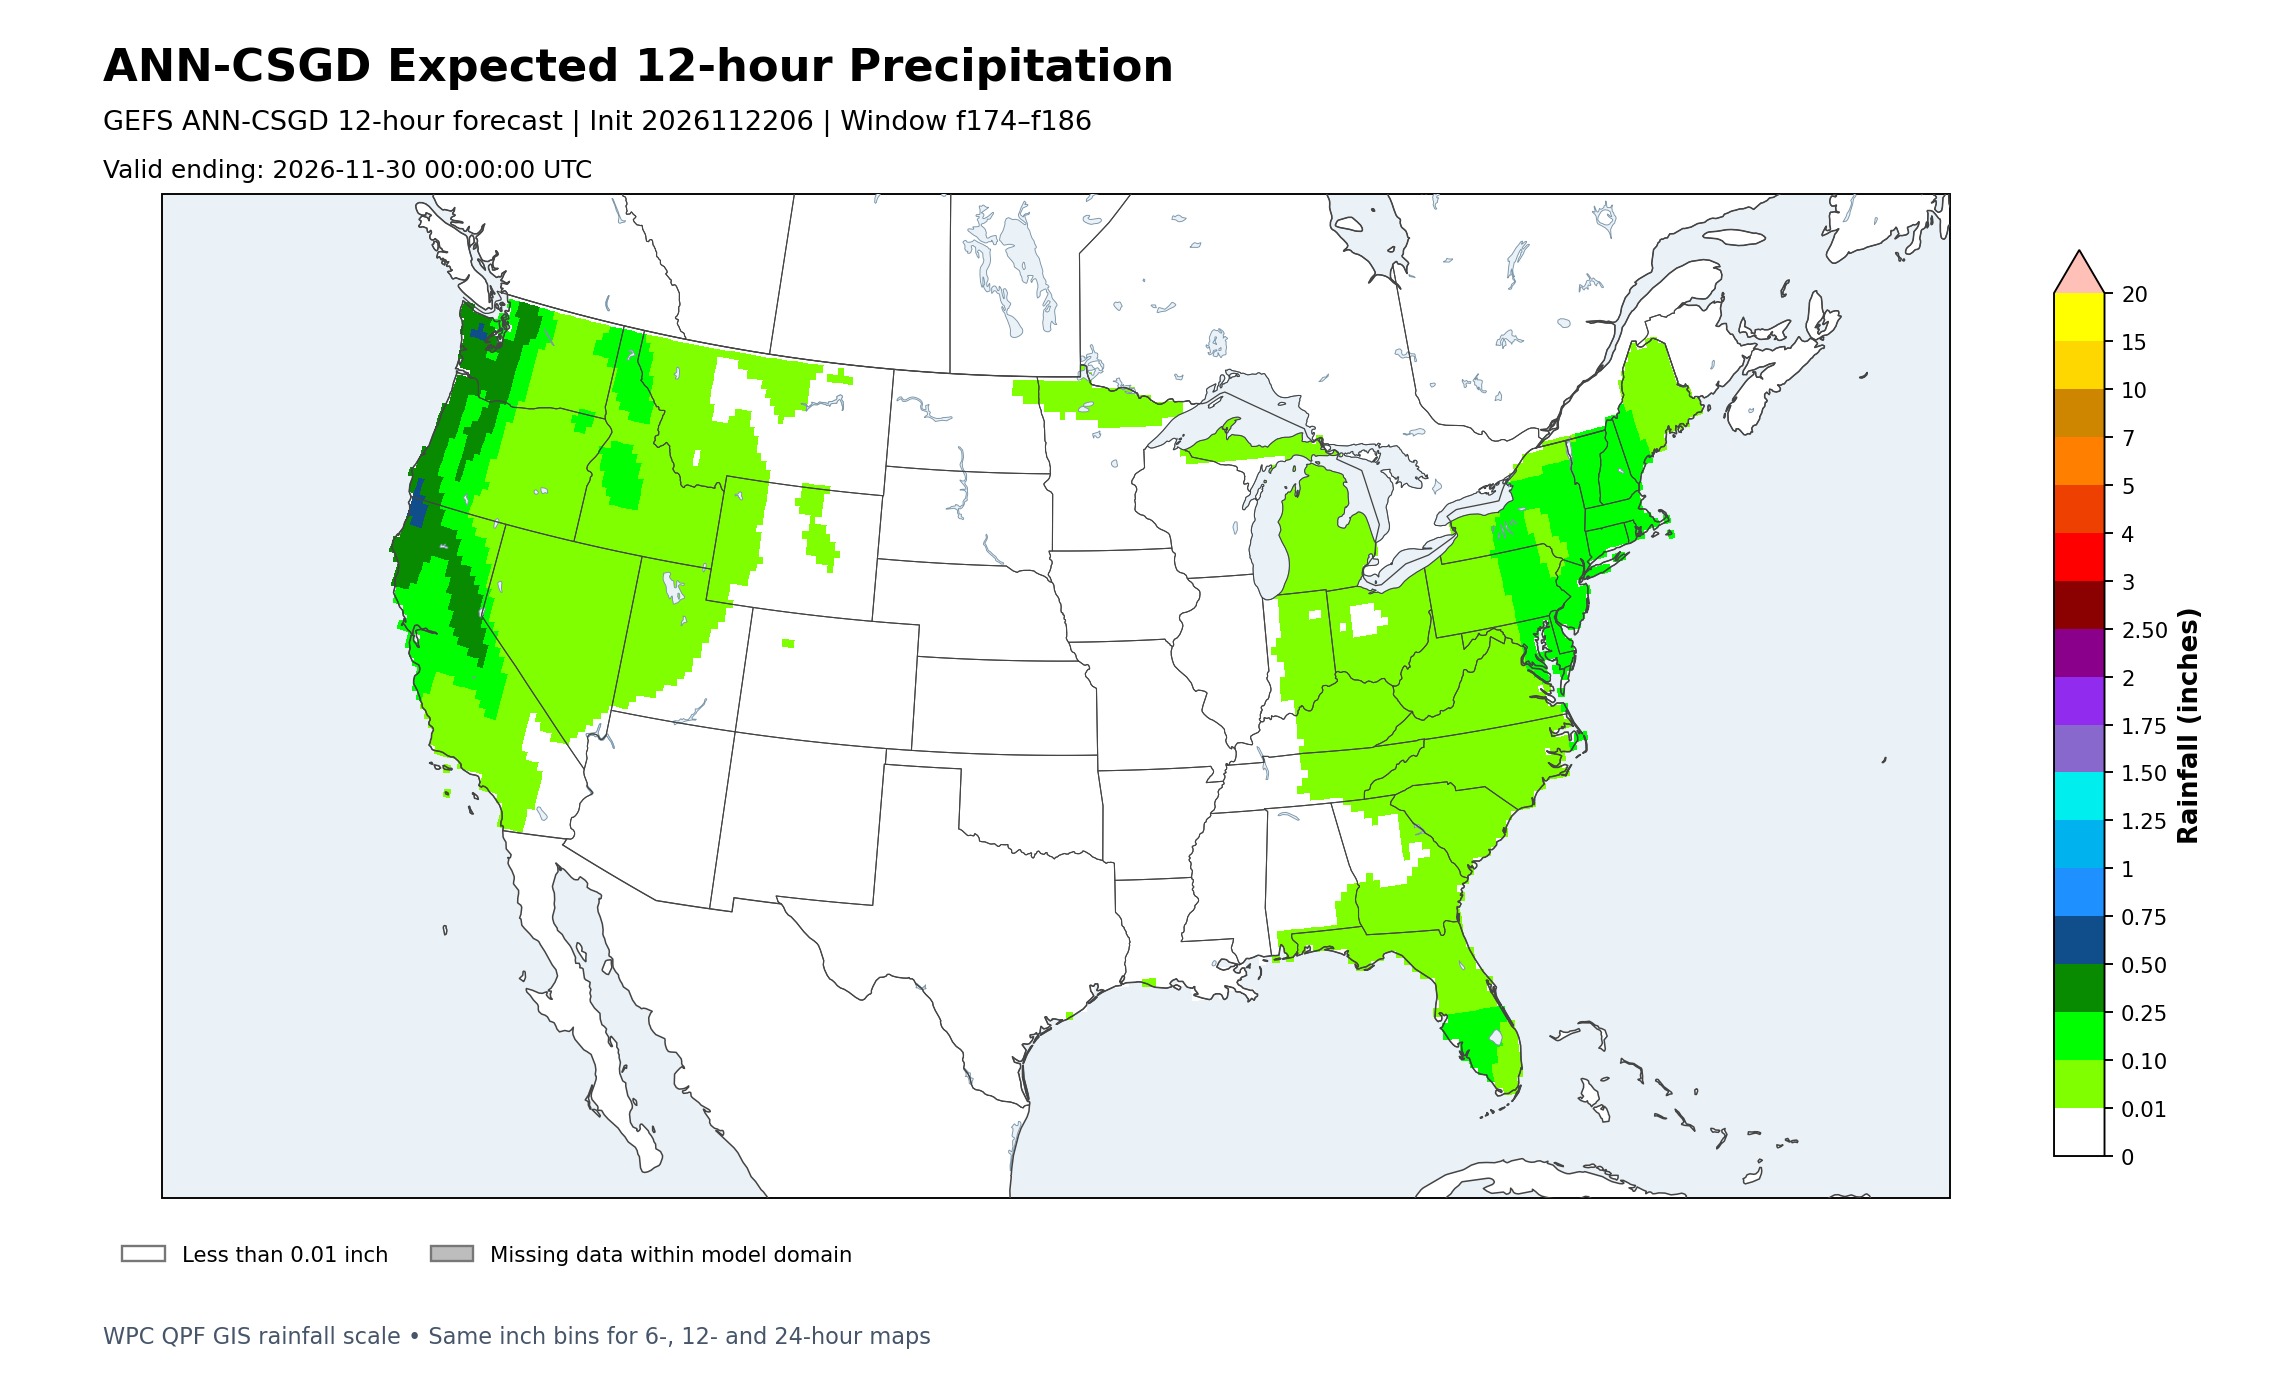 ANN-CSGD Expected 12-hour Precipitation
GEFS ANN-CSGD 12-hour forecast | Init 2026112206 | Window f174–f186
Valid ending: 2026-11-30 00:00:00 UTC
20
15
10
7
5
4
3
2.50
2
1.75
1.50
1.25
1
0.75
0.50
0.25
0.10
0.01
0
Rainfall (inches)
Less than 0.01 inch
Missing data within model domain
WPC QPF GIS rainfall scale • Same inch bins for 6-, 12- and 24-hour maps